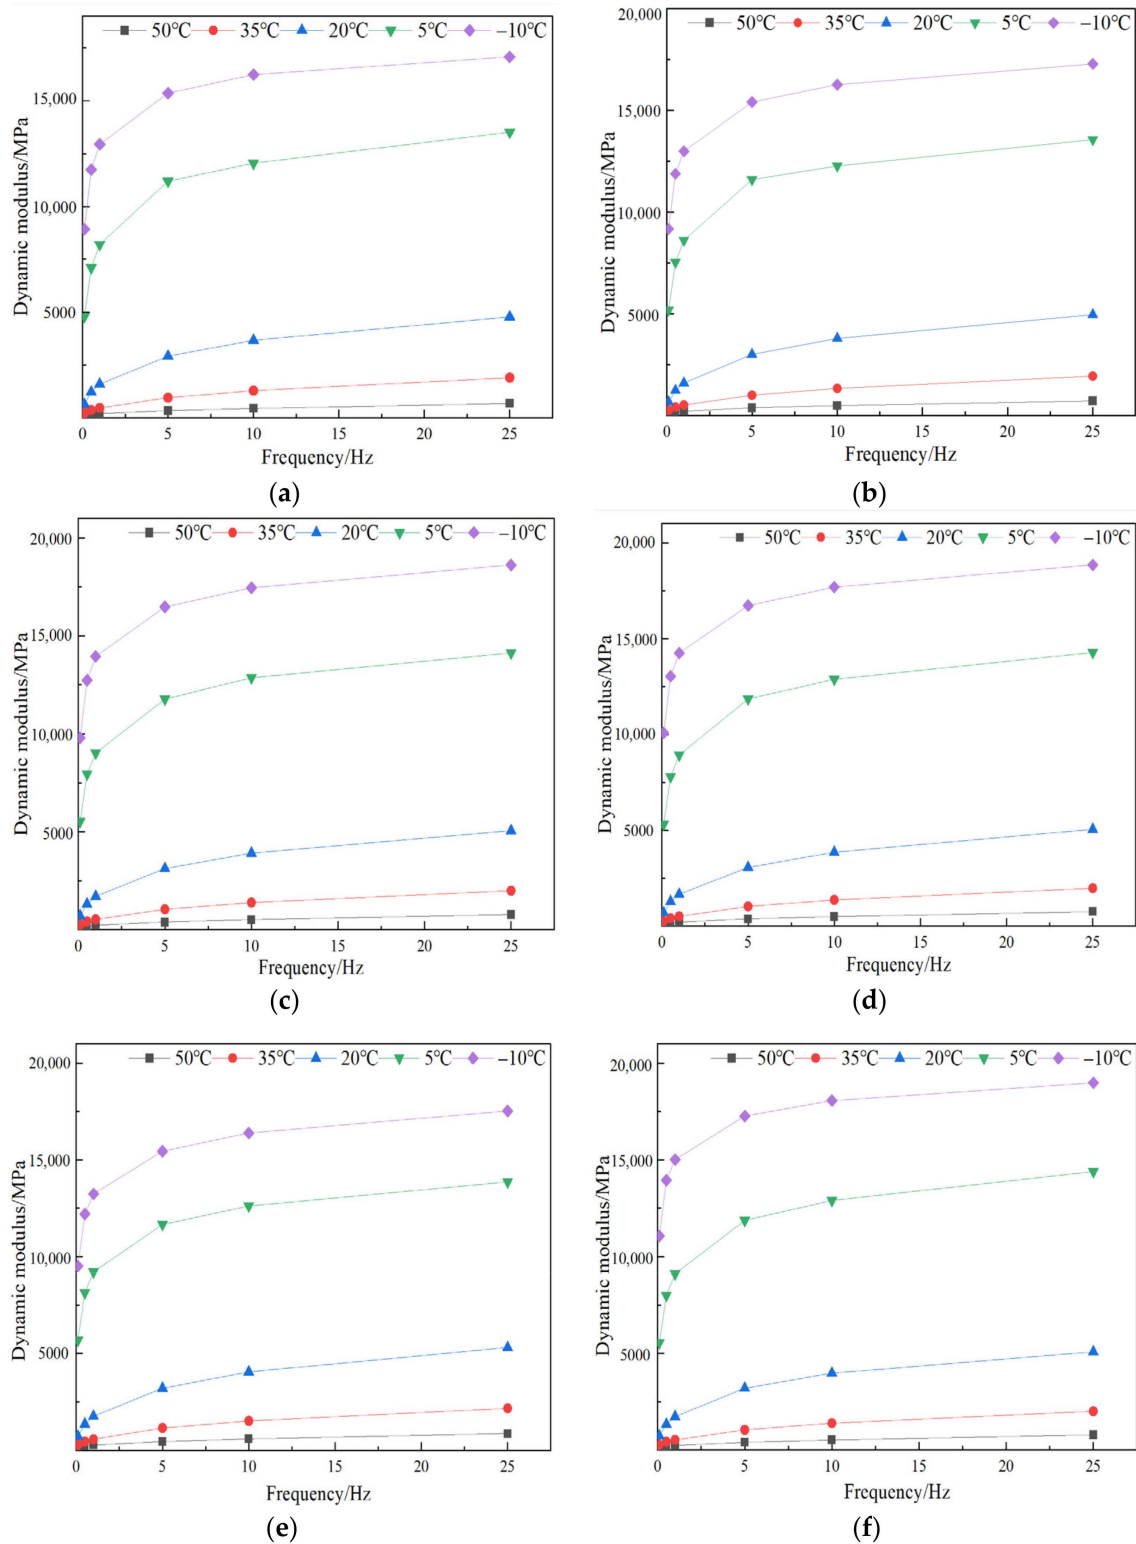 50℃ 35℃ 20℃ 5℃ −10℃
Dynamic modulus/MPa
15,000
10,000
5000
0 5 10 15 20 25
Frequency/Hz
(a)
20,000
50℃ 35℃ 20℃ 5℃ −10℃
Dynamic modulus/MPa
15,000
10,000
5000
0 5 10 15 20 25
Frequency/Hz
(b)
50℃ 35℃ 20℃ 5℃ −10℃
20,000
Dynamic modulus/MPa
15,000
10,000
5000
0 5 10 15 20 25
Frequency/Hz
(c)
50℃ 35℃ 20℃ 5℃ −10℃
20,000
Dynamic modulus/MPa
15,000
10,000
5000
0 5 10 15 20 25
Frequency/Hz
(d)
50℃ 35℃ 20℃ 5℃ −10℃
20,000
Dynamic modulus/MPa
15,000
10,000
5000
0 5 10 15 20 25
Frequency/Hz
(e)
50℃ 35℃ 20℃ 5℃ −10℃
20,000
Dynamic modulus/MPa
15,000
10,000
5000
0 5 10 15 20 25
Frequency/Hz
(f)